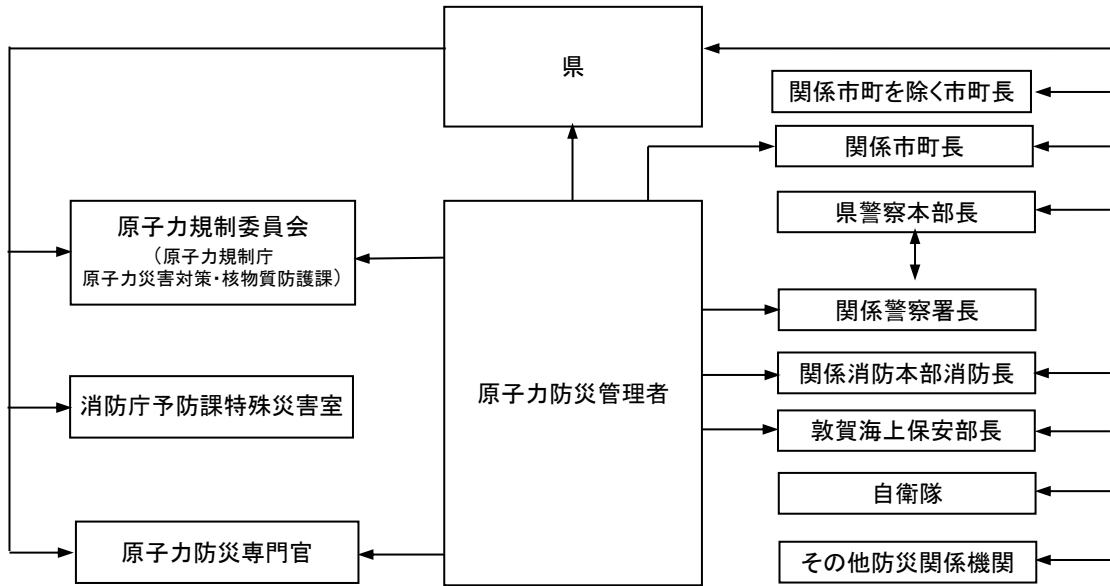 県
関係市町を除く市町長
関係市町長
原子力規制委員会
（原子力規制庁
原子力災害対策・核物質防護課）
県警察本部長
関係警察署長
関係消防本部消防長
消防庁予防課特殊災害室
原子力防災管理者
敦賀海上保安部長
自衛隊
原子力防災専門官
その他防災関係機関